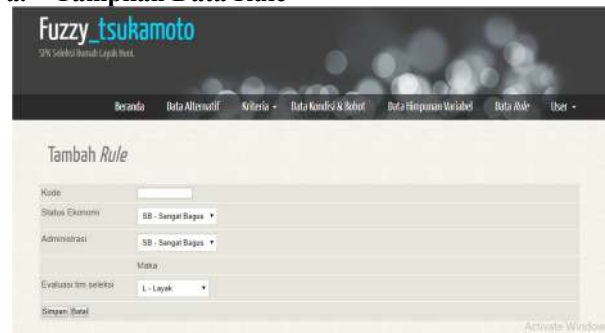 a. Tampilan Data Rule
Fuzzy_tsukamoto
SPK Seleksi Rumah Layak Huni.
Beranda Data Alternatif Kriteria Data Kondisi & Bobot Data Himpunan Variabel Data Rule User
Tambah Rule
Kode
Status Ekonomi SB - Sangat Bagus
Administrasi SB - Sangat Bagus
Maka
Evaluasi tim seleksi L - Layak
Simpan Batal
Activate Window